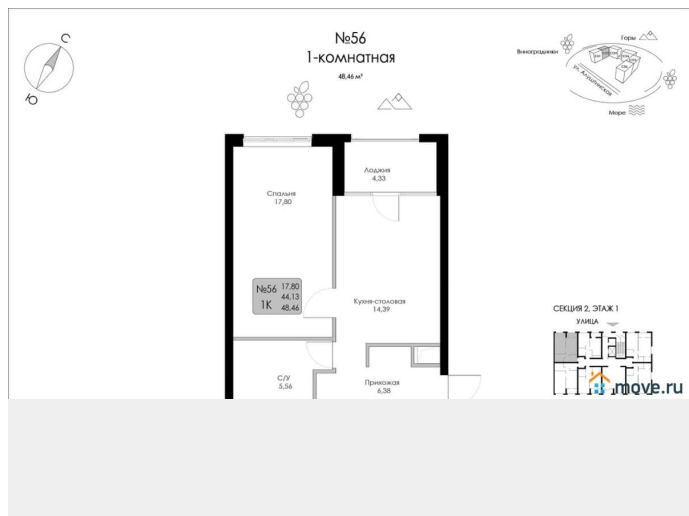 С
Ю
№56
1-комнатная
48,46 м²
Горы
Виноградники
ул. Алуштинская
Море
Лоджия
4,33
Спальня
17,80
№56 17,80
44,13
1К 48,46
Кухня-столовая
14,39
СЕКЦИЯ 2, ЭТАЖ 1
УЛИЦА
С/У
5,56
Прихожая
6,38
move.ru